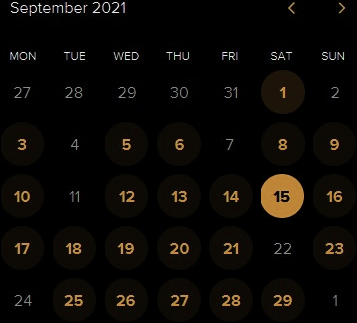 September 2021
MON TUE WED THU FRI SAT SUN
27 28 29 30 31 1 2
3 4 5 6 7 8 9
10 11 12 13 14 15 16
17 18 19 20 21 22 23
24 25 26 27 28 29 1